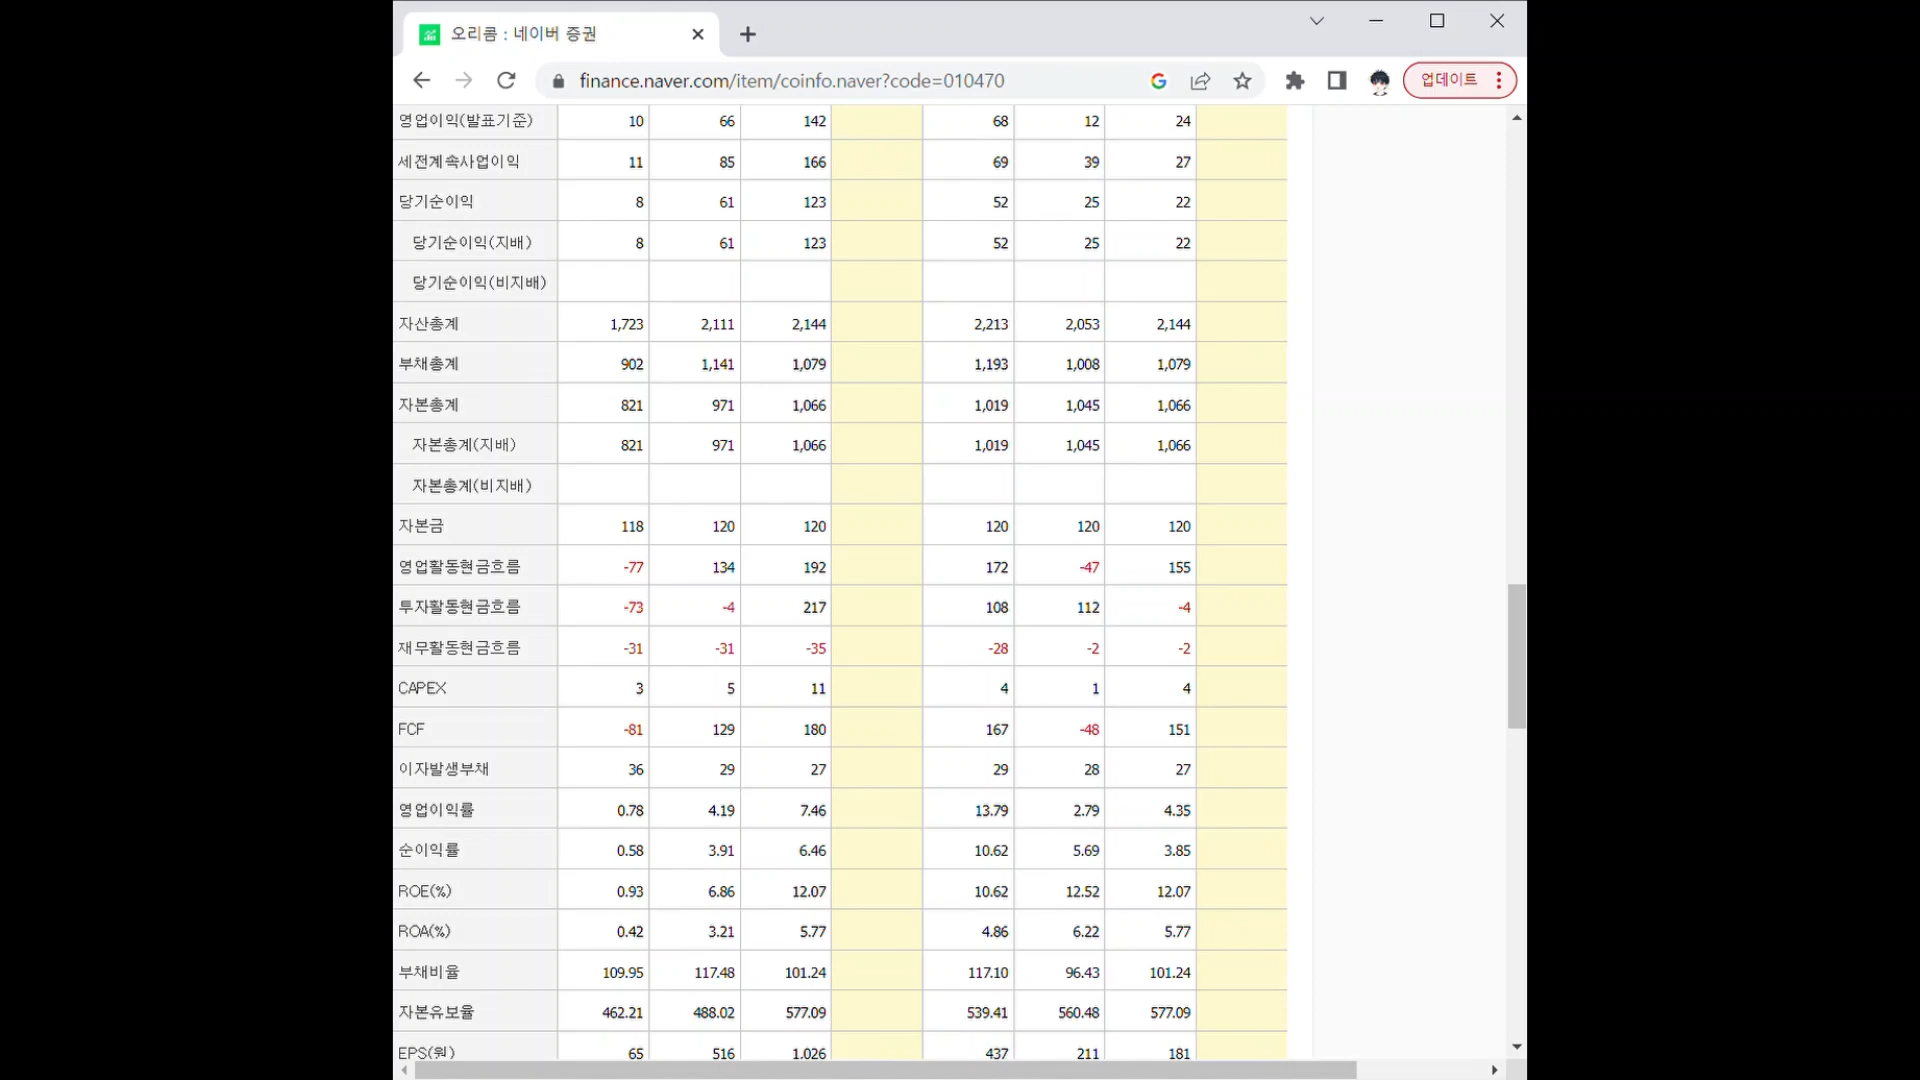 오리콤 : 네이버 증권
finance.naver.com/item/coinfo.naver?code=010470
업데이트
영업이익(발표기준) 10 66 142 68 12 24
세전계속사업이익 11 85 166 69 39 27
당기순이익 8 61 123 52 25 22
당기순이익(지배) 8 61 123 52 25 22
당기순이익(비지배)
자산총계 1,723 2,111 2,144 2,213 2,053 2,144
부채총계 902 1,141 1,079 1,193 1,008 1,079
자본총계 821 971 1,066 1,019 1,045 1,066
자본총계(지배) 821 971 1,066 1,019 1,045 1,066
자본총계(비지배)
자본금 118 120 120 120 120 120
영업활동현금흐름 -77 134 192 172 -47 155
투자활동현금흐름 -73 -4 217 108 112 -4
재무활동현금흐름 -31 -31 -35 -28 -2 -2
CAPEX 3 5 11 4 1 4
FCF -81 129 180 167 -48 151
이자발생부채 36 29 27 29 28 27
영업이익률 0.78 4.19 7.46 13.79 2.79 4.35
순이익률 0.58 3.91 6.46 10.62 5.69 3.85
ROE(%) 0.93 6.86 12.07 10.62 12.52 12.07
ROA(%) 0.42 3.21 5.77 4.86 6.22 5.77
부채비율 109.95 117.48 101.24 117.10 96.43 101.24
자본유보율 462.21 488.02 577.09 539.41 560.48 577.09
EPS(원) 65 516 1,026 437 211 181